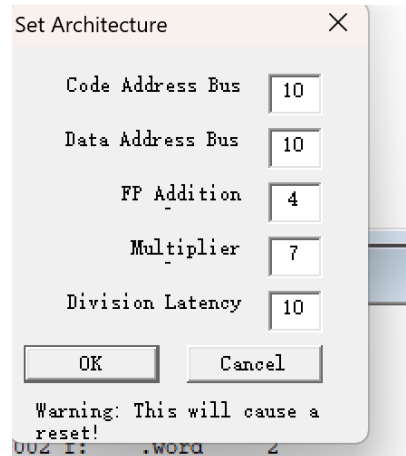 Set Architecture
Code Address Bus 10
Data Address Bus 10
FP Addition 4
Multiplier 7
Division Latency 10
OK Cancel
Warning: This will cause a
reset!
002 f: .word 2